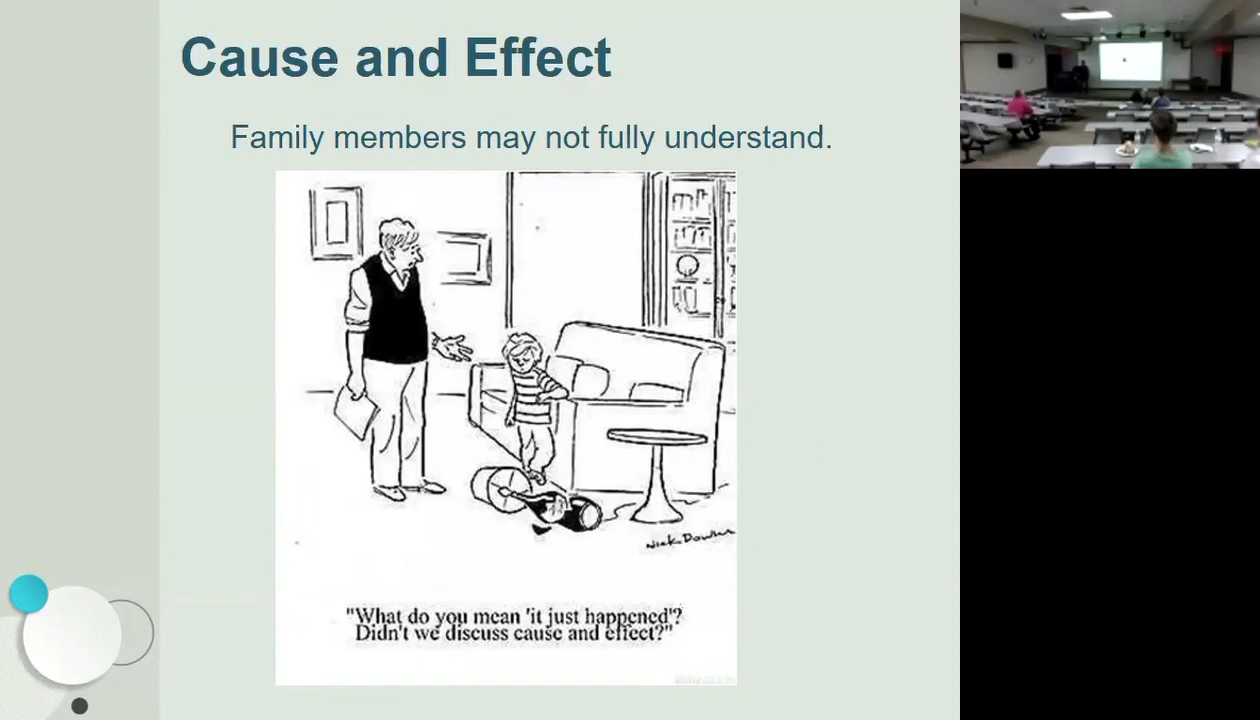 Cause and Effect
Family members may not fully understand.
"What do you mean 'it just happened'?
Didn't we discuss cause and effect?"